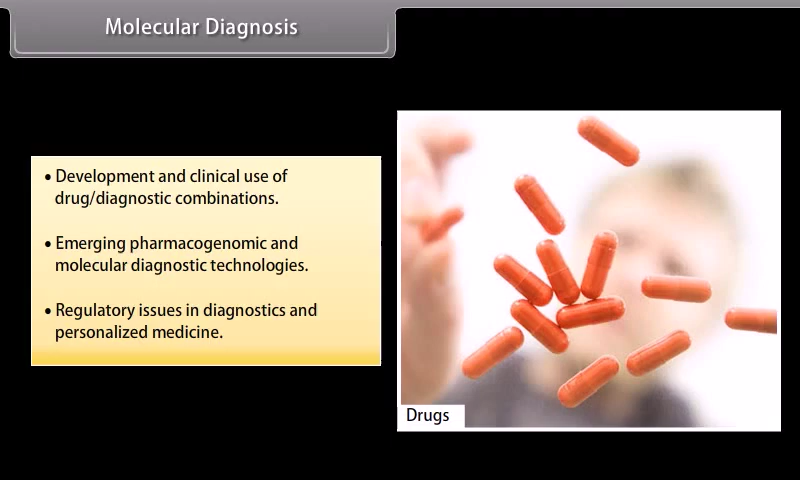 Molecular Diagnosis
• Development and clinical use of
drug/diagnostic combinations.
• Emerging pharmacogenomic and
molecular diagnostic technologies.
• Regulatory issues in diagnostics and
personalized medicine.
Drugs